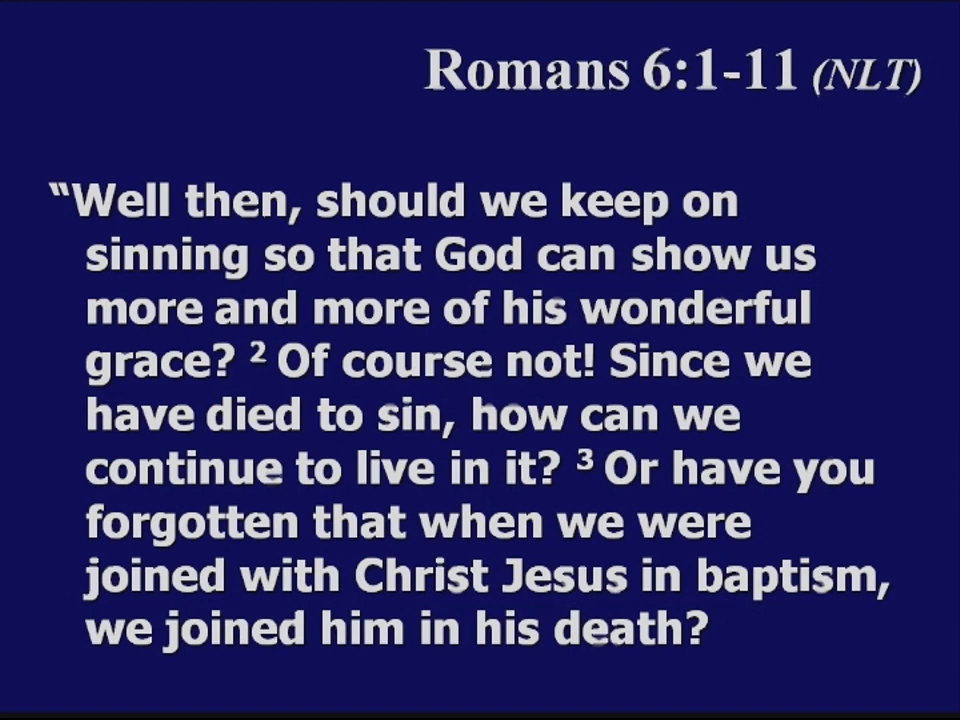 Romans 6:1-11 (NLT)
“Well then, should we keep on
sinning so that God can show us
more and more of his wonderful
grace? ² Of course not! Since we
have died to sin, how can we
continue to live in it? ³ Or have you
forgotten that when we were
joined with Christ Jesus in baptism,
we joined him in his death?